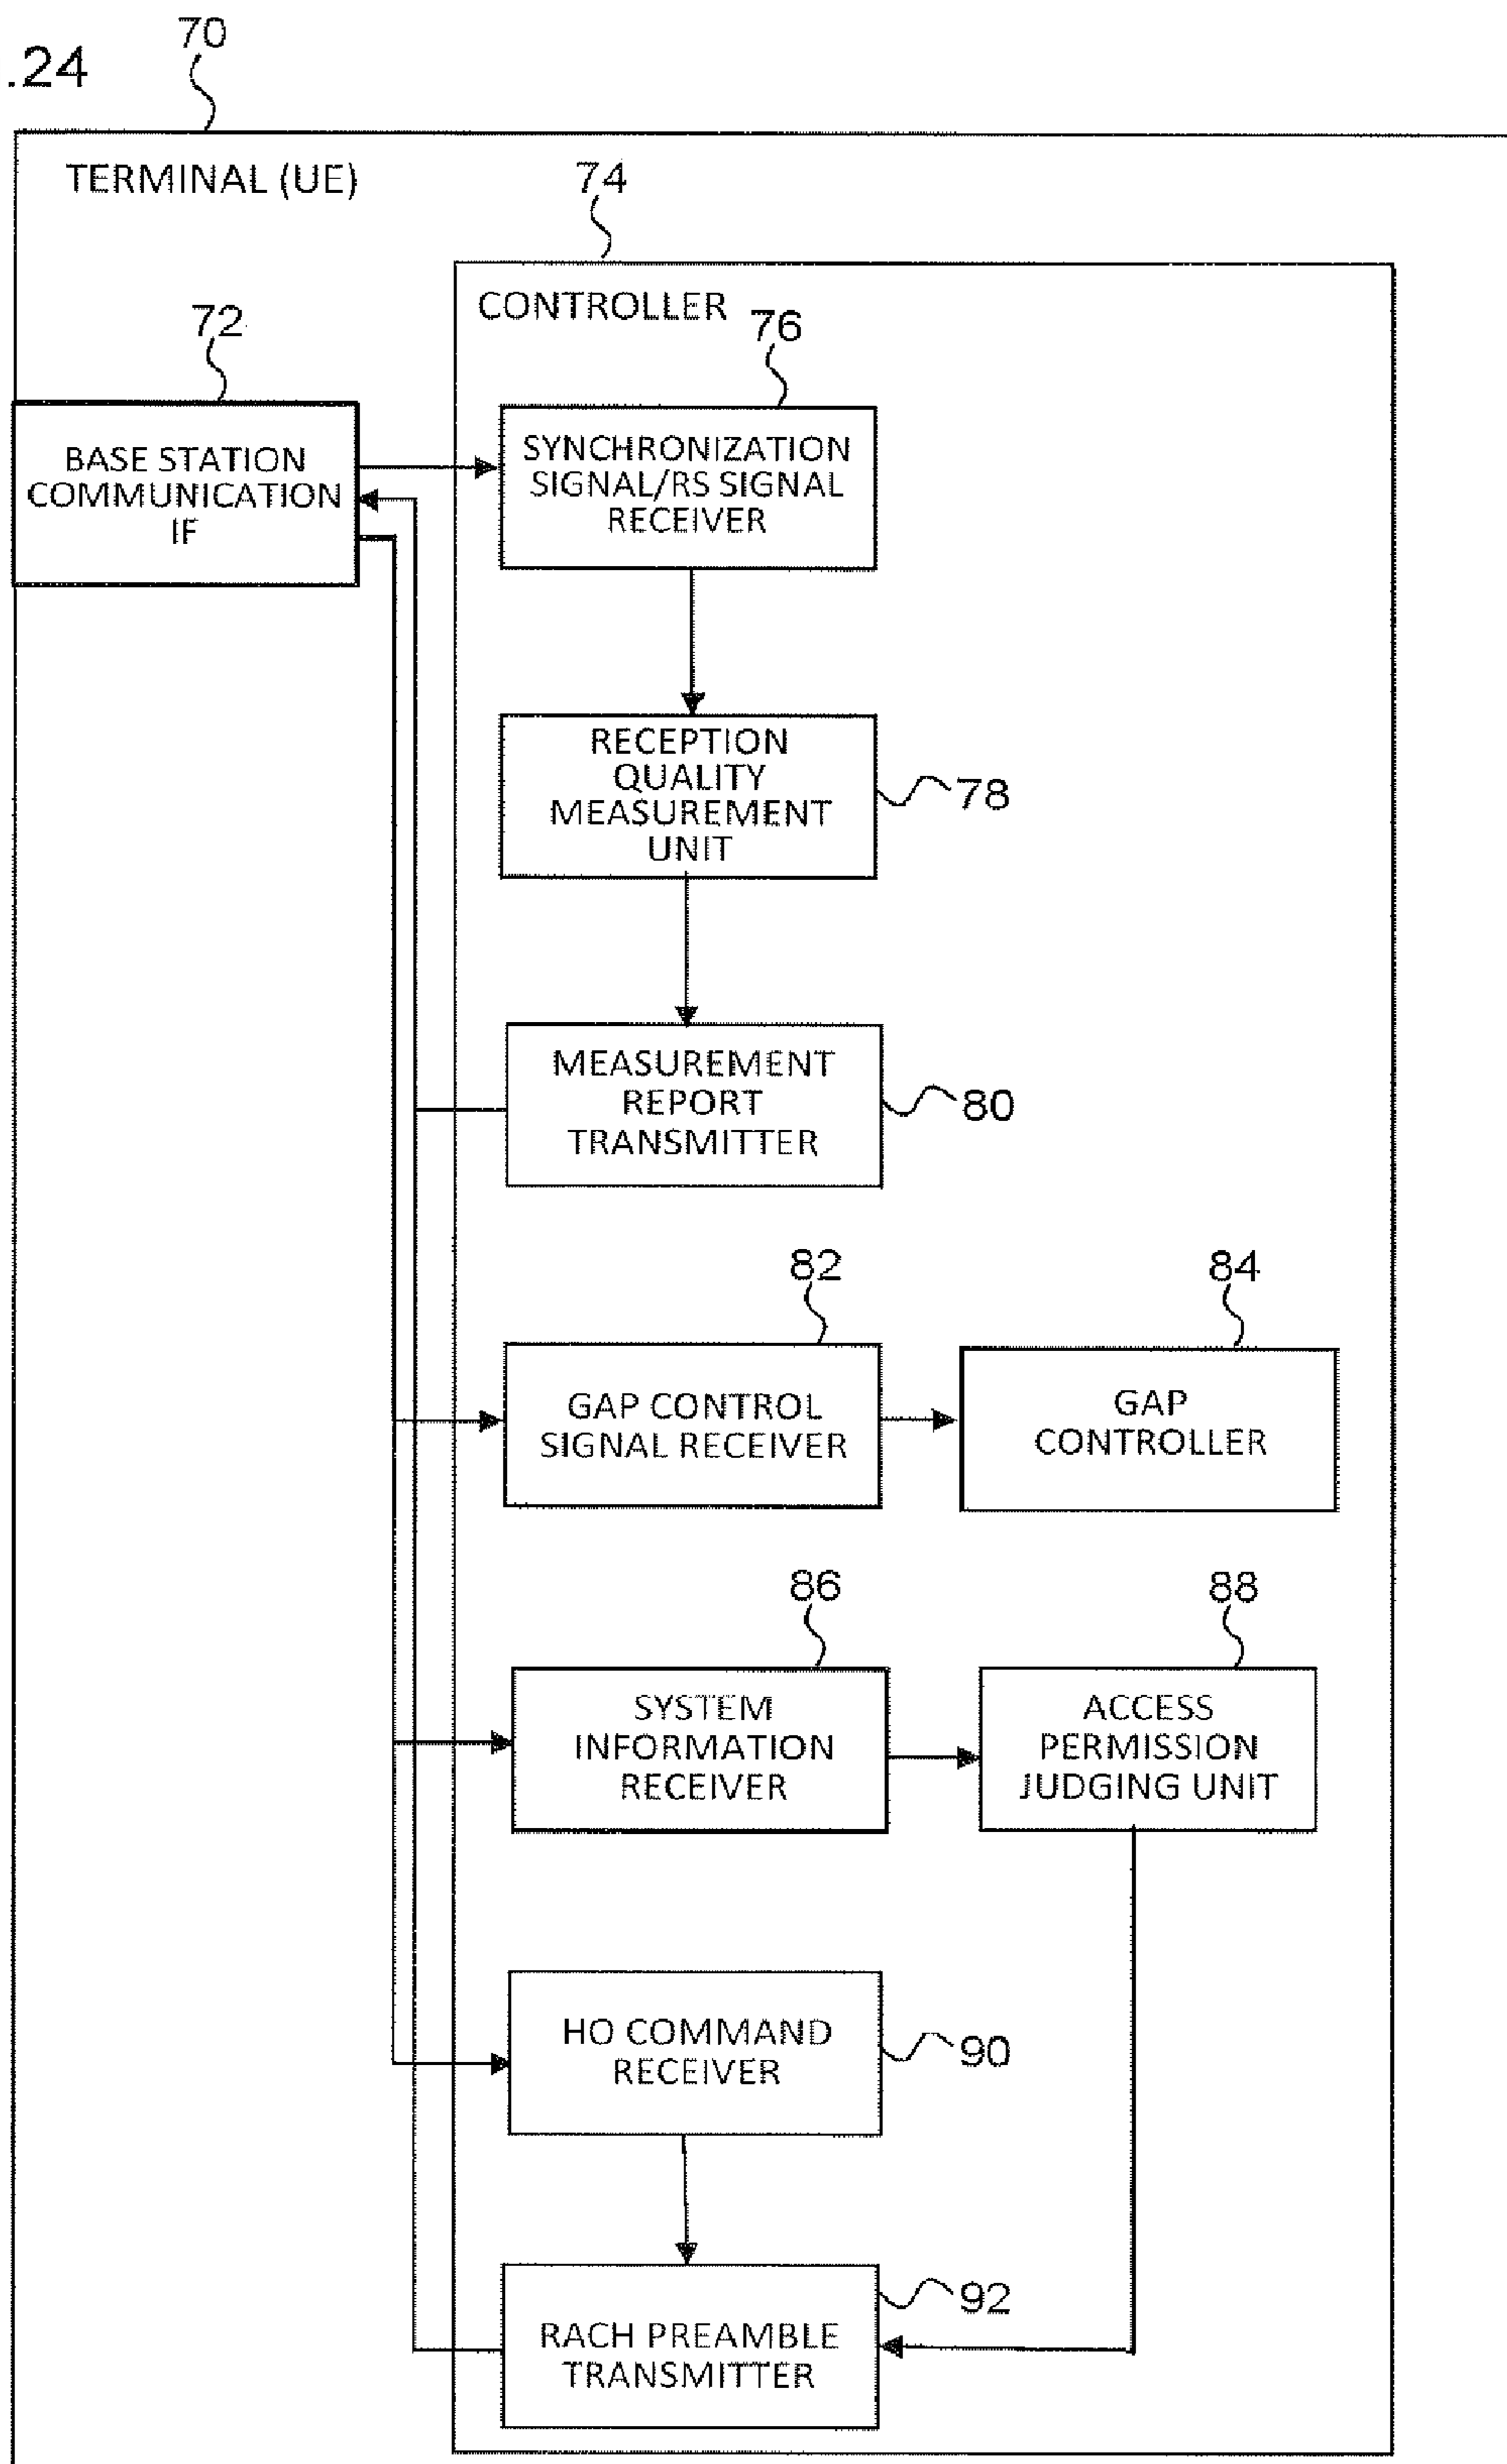 .24
70
TERMINAL (UE)
74
CONTROLLER
72
76
BASE STATION
COMMUNICATION
IF
SYNCHRONIZATION
SIGNAL/RS SIGNAL
RECEIVER
RECEPTION
QUALITY
MEASUREMENT
UNIT
78
MEASUREMENT
REPORT
TRANSMITTER
80
82
84
GAP CONTROL
SIGNAL RECEIVER
GAP
CONTROLLER
86
88
SYSTEM
INFORMATION
RECEIVER
ACCESS
PERMISSION
JUDGING UNIT
HO COMMAND
RECEIVER
90
92
RACH PREAMBLE
TRANSMITTER